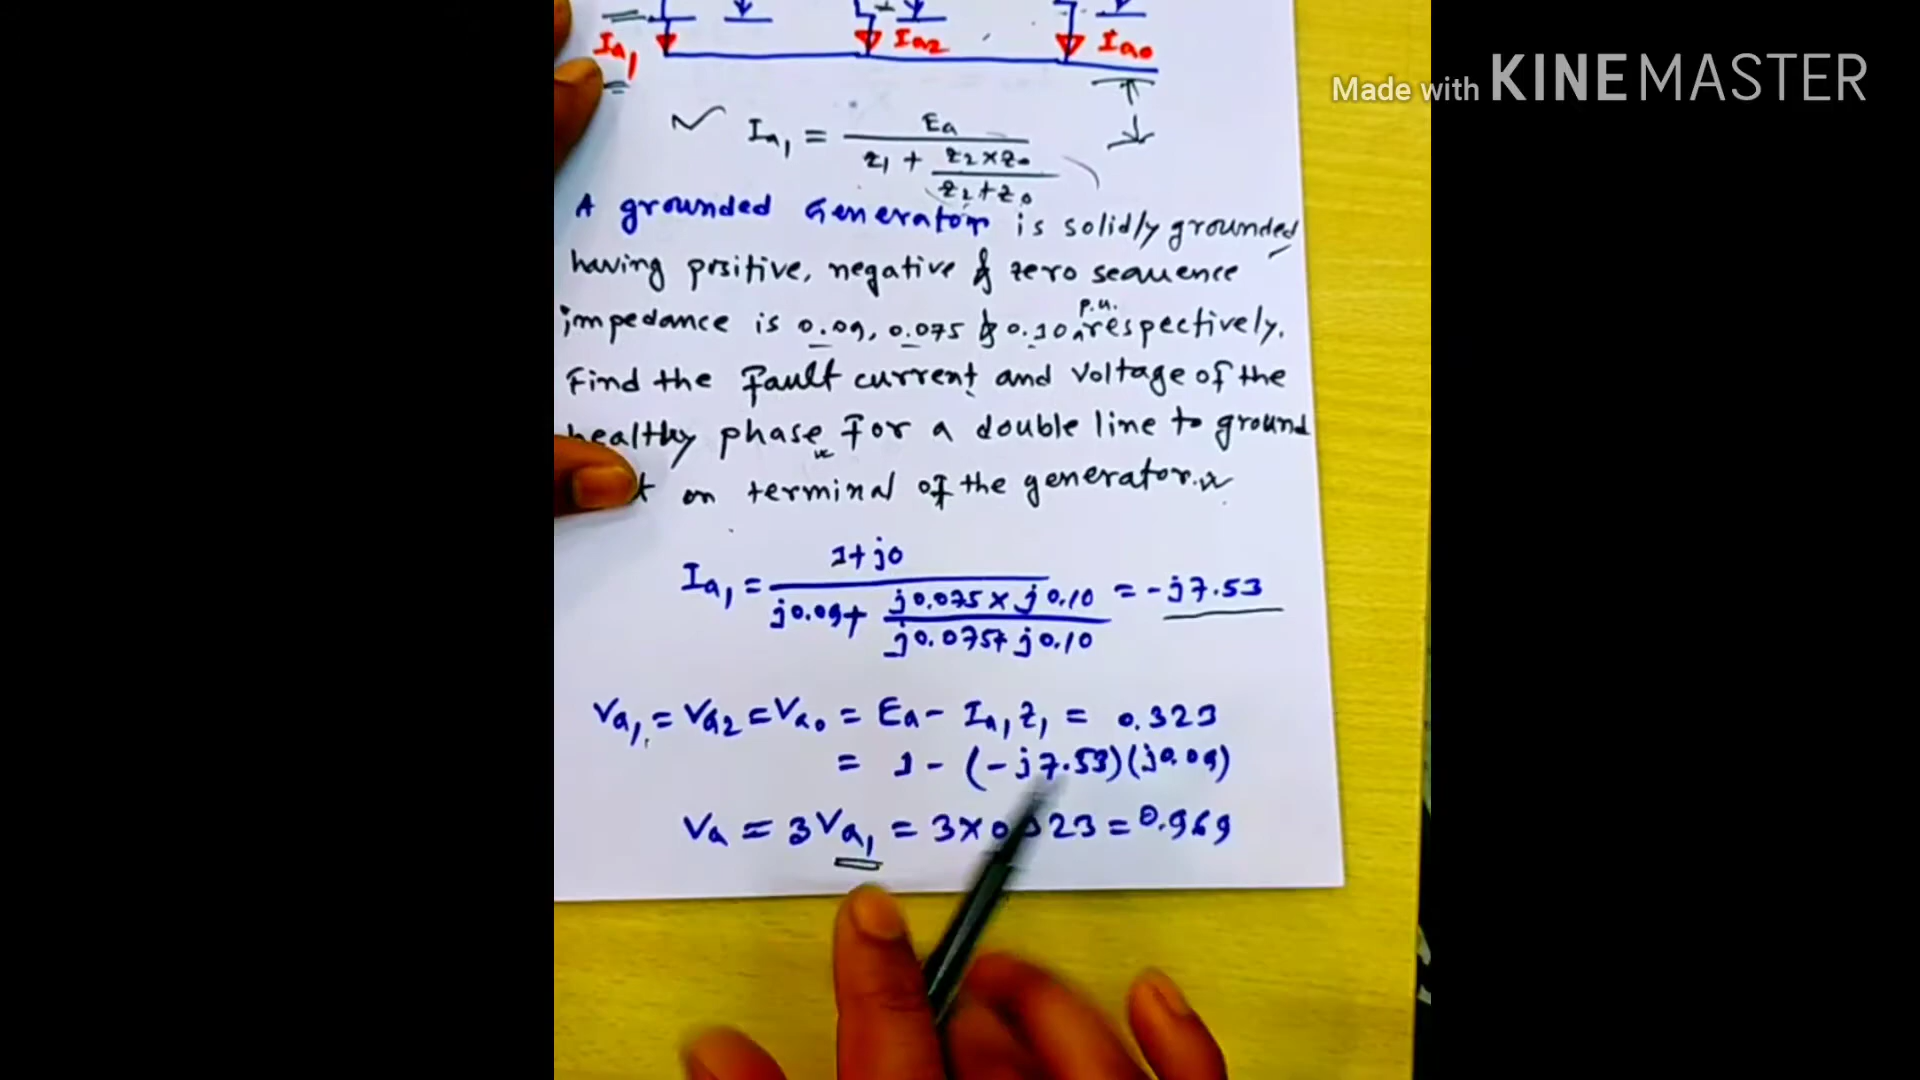 Made with KINEMASTER
Ia1 Ia2 Ia0
Ia1 = Ea / (z1 + (z2 × z0) / (z2 + z0))
A grounded Generator is solidly grounded
having positive, negative & zero sequence
p.u.
impedance is 0.09, 0.075 & 0.10 ^ respectively.
Find the fault current and voltage of the
healthy phase for a double line to ground
on terminal of the generator.
Ia1 = (1+j0) / (j0.09 + (j0.075 × j0.10) / (j0.075 + j0.10)) = -j7.53
Va1 = Va2 = Va0 = Ea - Ia1 z1 = 0.323
= 1 - (-j7.53)(j0.09)
Va = 3Va1 = 3×0.323 = 0.969